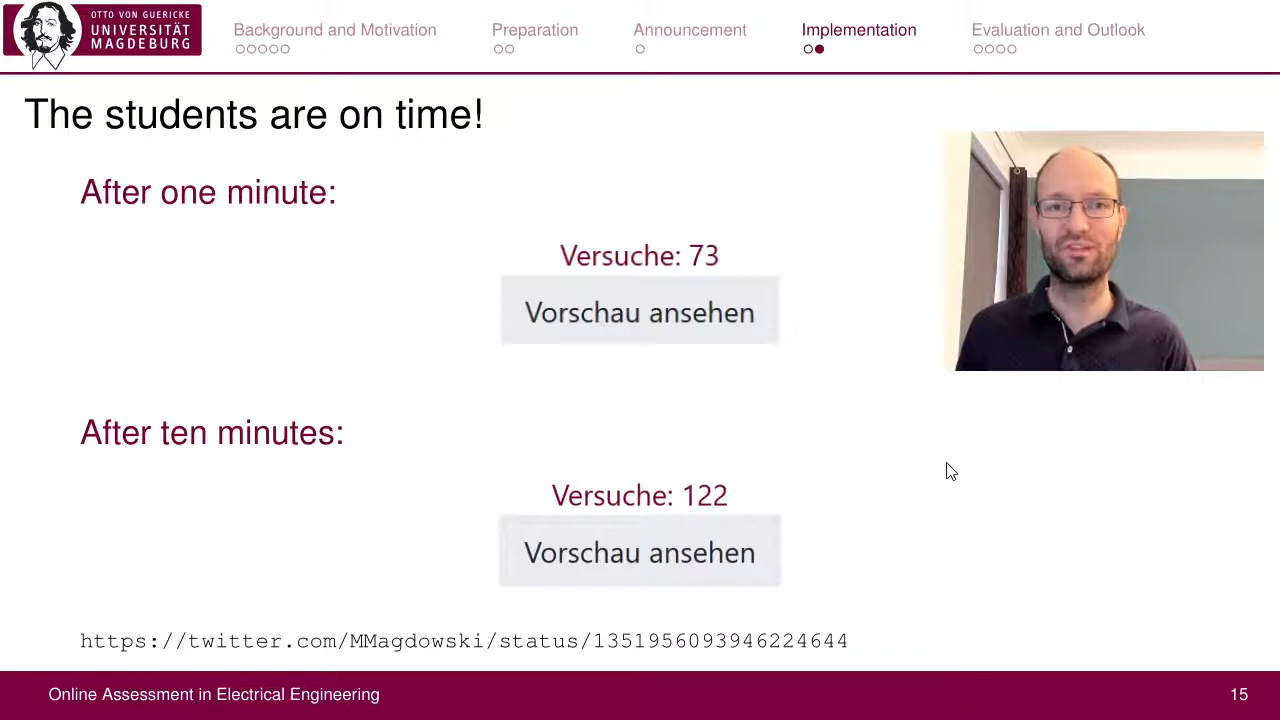 OTTO VON GUERICKE
UNIVERSITÄT
MAGDEBURG
Background and Motivation
Preparation
Announcement
Implementation
Evaluation and Outlook
The students are on time!
After one minute:
Versuche: 73
Vorschau ansehen
After ten minutes:
Versuche: 122
Vorschau ansehen
https://twitter.com/MMagdowski/status/1351956093946224644
Online Assessment in Electrical Engineering
15